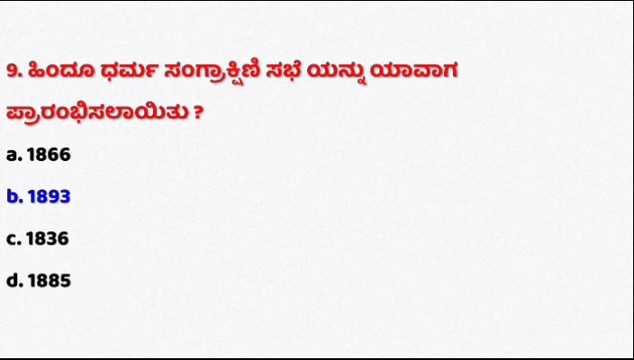 9. ಹಿಂದೂ ಧರ್ಮ ಸಂಗ್ರಾಕ್ಷಿಣಿ ಸಭೆ ಯನ್ನು ಯಾವಾಗ
ಪ್ರಾರಂಭಿಸಲಾಯಿತು ?
a. 1866
b. 1893
c. 1836
d. 1885